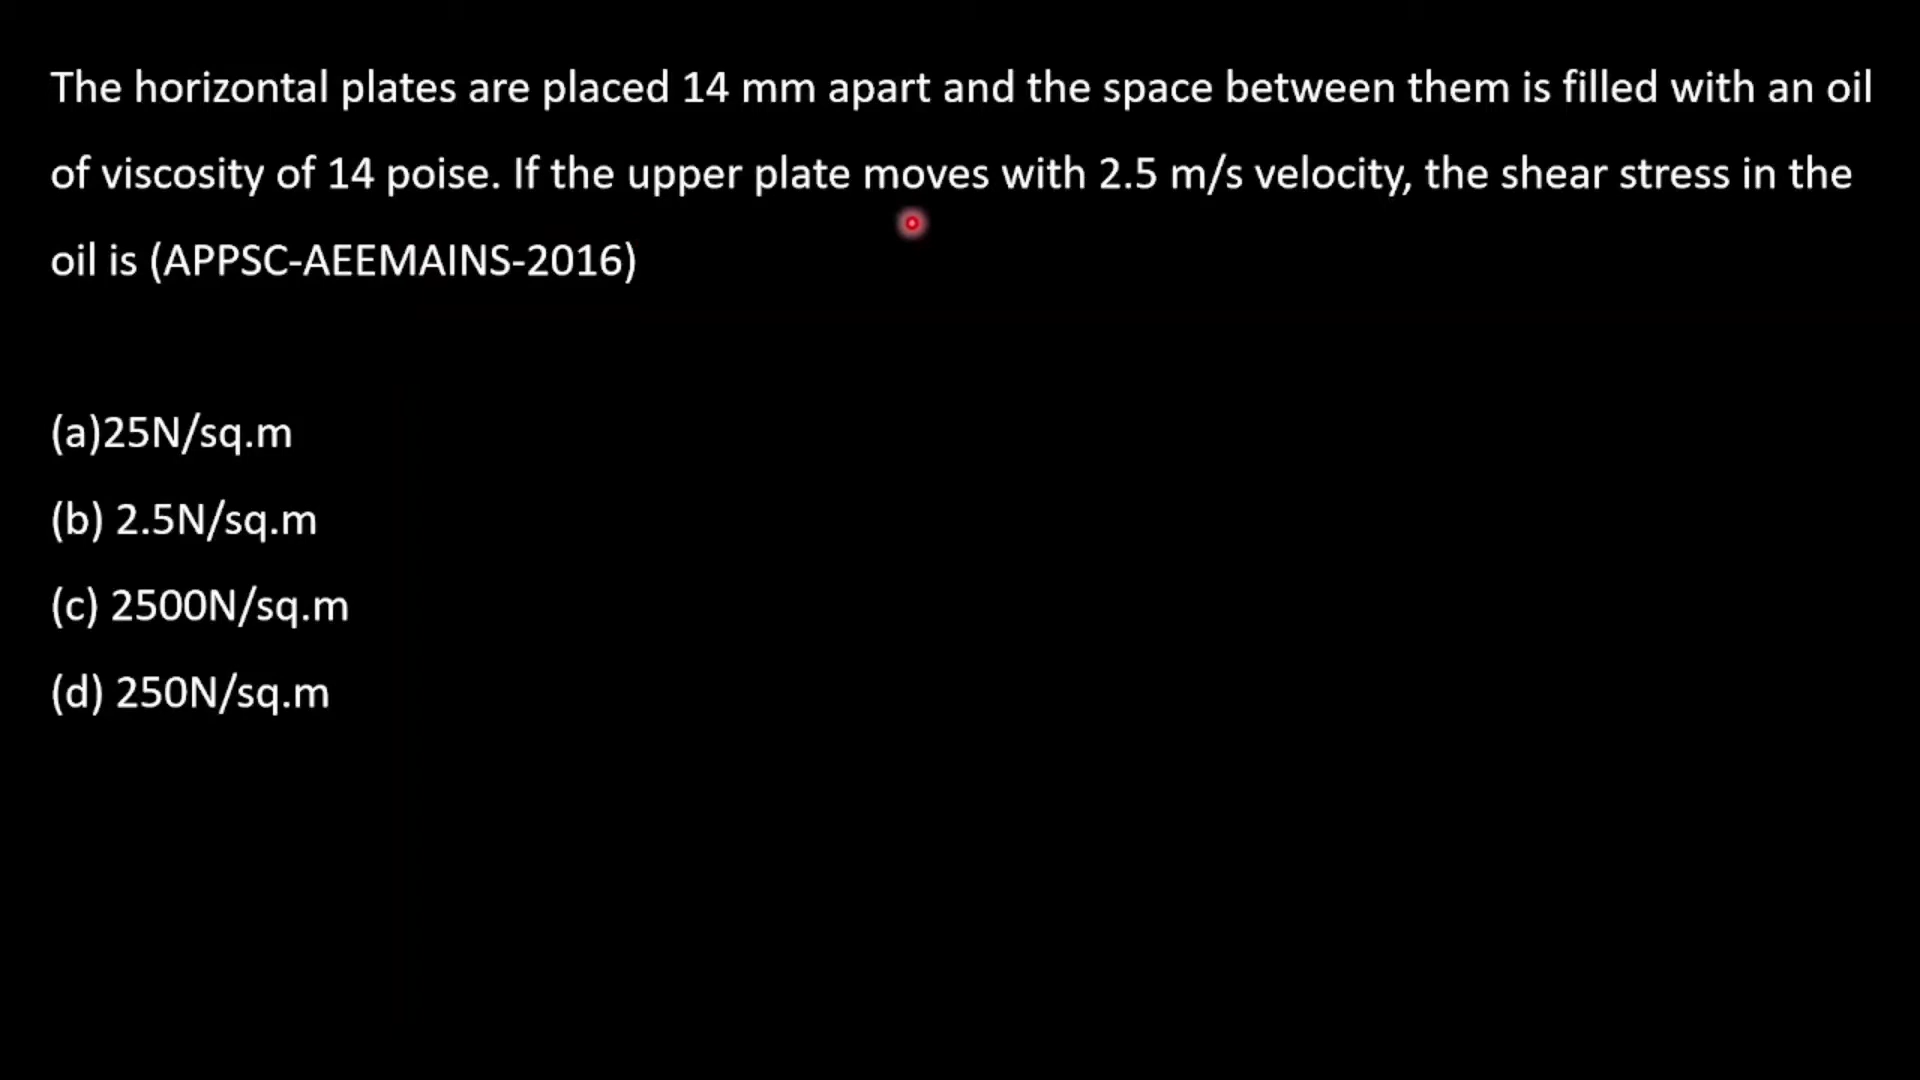 The horizontal plates are placed 14 mm apart and the space between them is filled with an oil
of viscosity of 14 poise. If the upper plate moves with 2.5 m/s velocity, the shear stress in the
oil is (APPSC-AEEMAINS-2016)
(a)25N/sq.m
(b) 2.5N/sq.m
(c) 2500N/sq.m
(d) 250N/sq.m